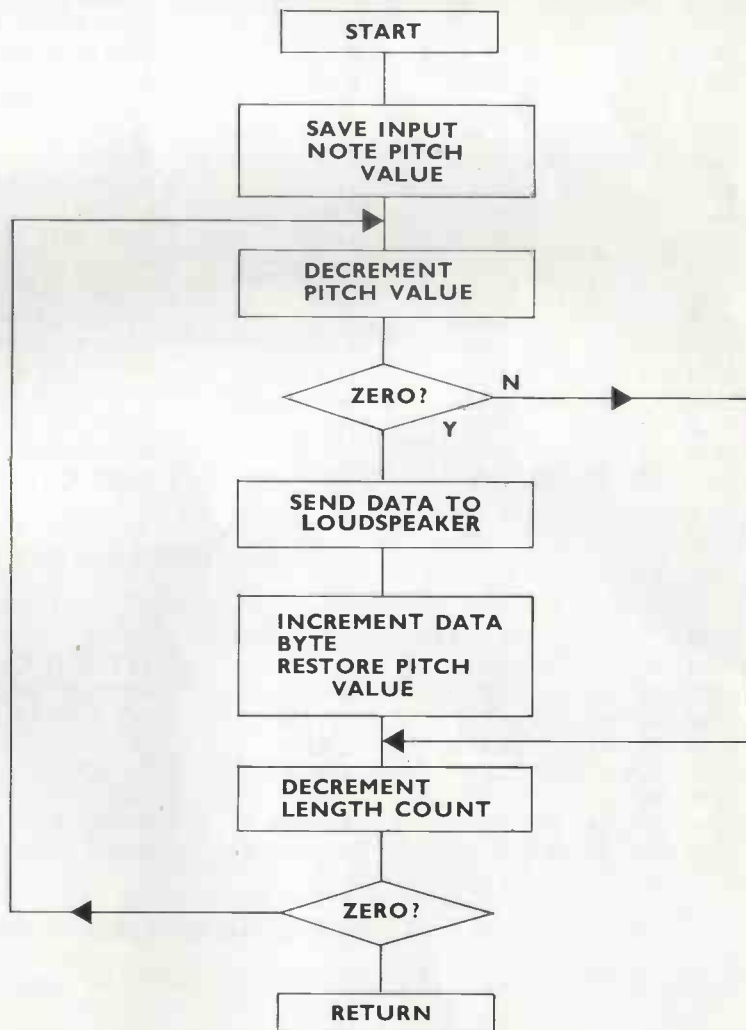 START
SAVE INPUT
NOTE PITCH
VALUE
DECREMENT
PITCH VALUE
ZERO?
N
Y
SEND DATA TO
LOUDSPEAKER
INCREMENT DATA
BYTE
RESTORE PITCH
VALUE
DECREMENT
LENGTH COUNT
ZERO?
RETURN